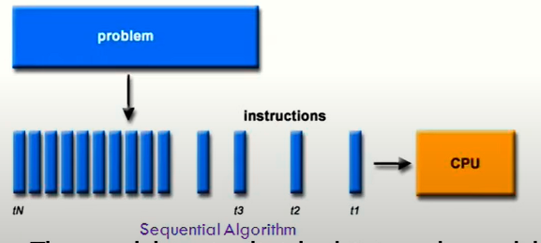 problem
instructions
CPU
tN t3 t2 t1
Sequential Algorithm